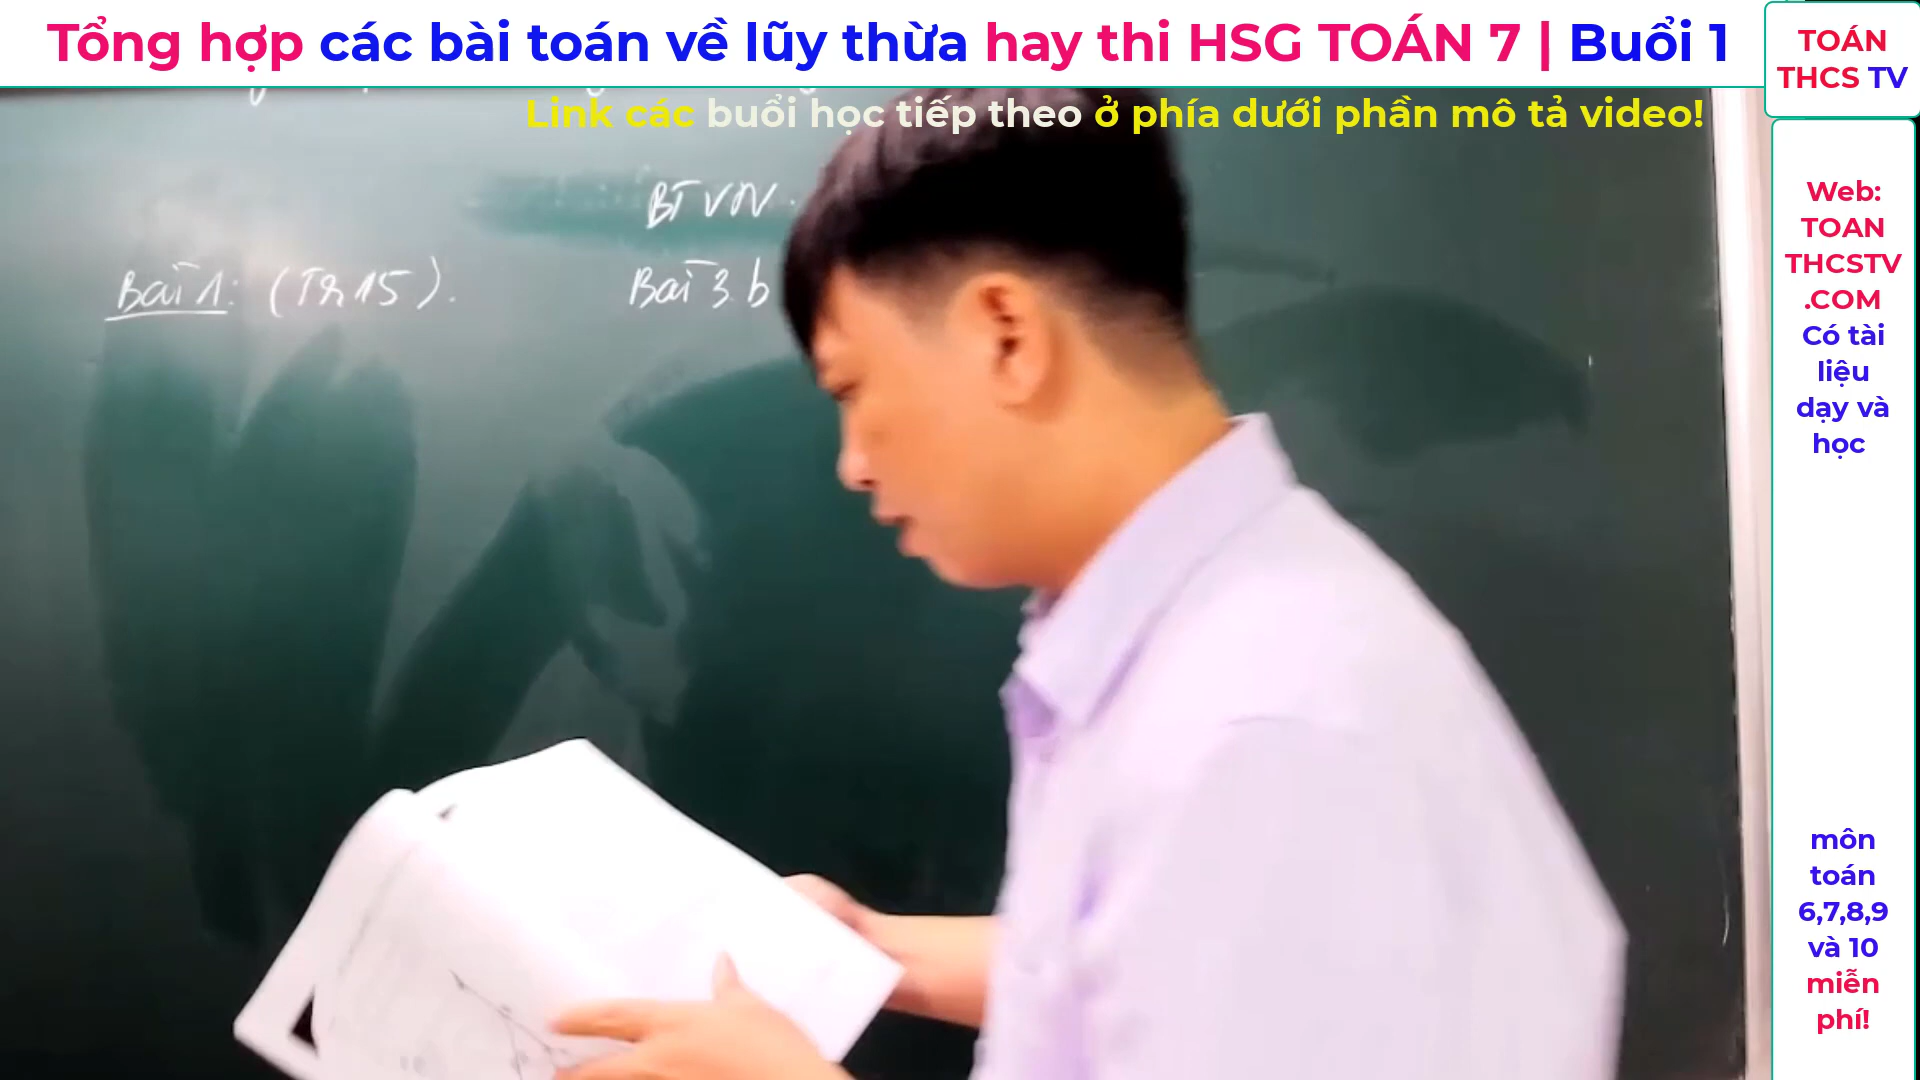 Tổng hợp các bài toán về lũy thừa hay thi HSG TOÁN 7 | Buổi 1
TOÁN
THCS TV
Link các buổi học tiếp theo ở phía dưới phần mô tả video!
BTVN.
Bài 1: (Tr 15).
Bài 3.b
Web:
TOAN
THCSTV
.COM
Có tài
liệu
dạy và
học
môn
toán
6,7,8,9
và 10
miễn
phí!